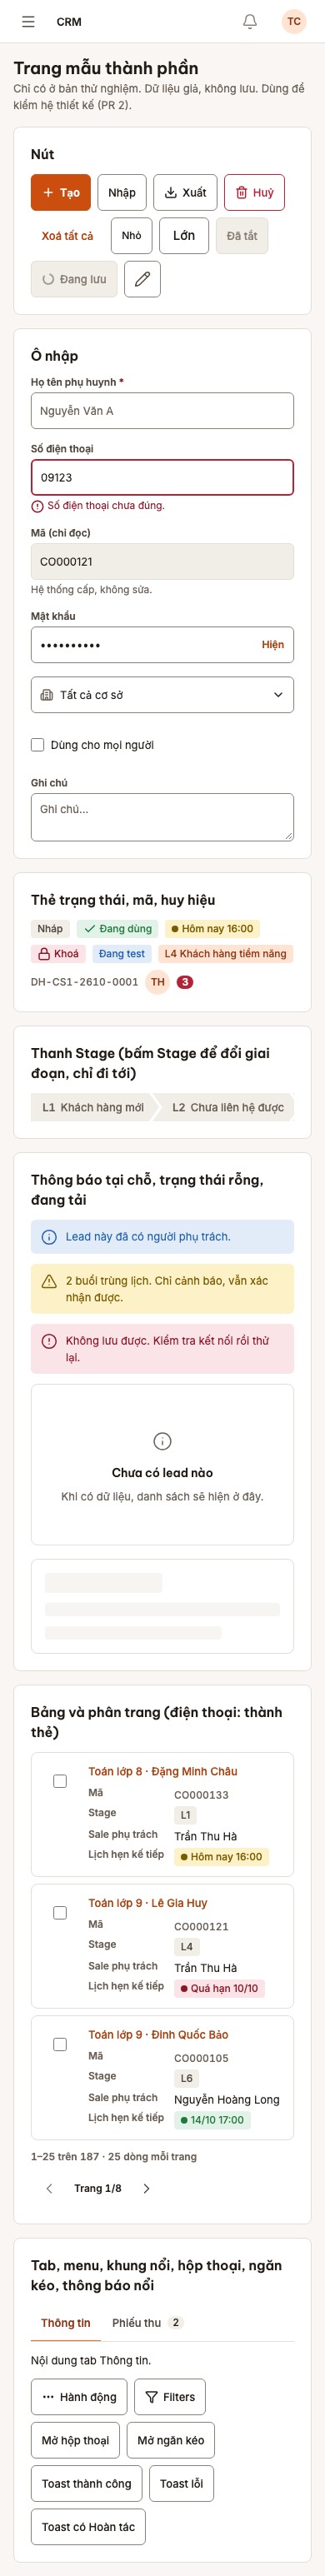 CRM
TC
Trang mẫu thành phần
Chỉ có ở bản thử nghiệm. Dữ liệu giả, không lưu. Dùng để
kiểm hệ thiết kế (PR 2).
Nút
Tạo
Nhập
Xuất
Huỷ
Xoá tất cả
Nhỏ
Lớn
Đã tắt
Đang lưu
Ô nhập
Họ tên phụ huynh *
Nguyễn Văn A
Số điện thoại
09123
Số điện thoại chưa đúng.
Mã (chỉ đọc)
CO000121
Hệ thống cấp, không sửa.
Mật khẩu
••••••••••
Hiện
Tất cả cơ sở
Dùng cho mọi người
Ghi chú
Ghi chú...
Thẻ trạng thái, mã, huy hiệu
Nháp
Đang dùng
Hôm nay 16:00
Khoá
Đang test
L4 Khách hàng tiềm năng
DH-CS1-2610-0001
TH
3
Thanh Stage (bấm Stage để đổi giai
đoạn, chỉ đi tới)
L1 Khách hàng mới
L2 Chưa liên hệ được
Thông báo tại chỗ, trạng thái rỗng,
đang tải
Lead này đã có người phụ trách.
2 buổi trùng lịch. Chỉ cảnh báo, vẫn xác
nhận được.
Không lưu được. Kiểm tra kết nối rồi thử
lại.
Chưa có lead nào
Khi có dữ liệu, danh sách sẽ hiện ở đây.
Bảng và phân trang (điện thoại: thành
thẻ)
Toán lớp 8 · Đặng Minh Châu
Mã CO000133
Stage L1
Sale phụ trách Trần Thu Hà
Lịch hẹn kế tiếp Hôm nay 16:00
Toán lớp 9 · Lê Gia Huy
Mã CO000121
Stage L4
Sale phụ trách Trần Thu Hà
Lịch hẹn kế tiếp Quá hạn 10/10
Toán lớp 9 · Đinh Quốc Bảo
Mã CO000105
Stage L6
Sale phụ trách Nguyễn Hoàng Long
Lịch hẹn kế tiếp 14/10 17:00
1–25 trên 187 · 25 dòng mỗi trang
Trang 1/8
Tab, menu, khung nổi, hộp thoại, ngăn
kéo, thông báo nổi
Thông tin
Phiếu thu 2
Nội dung tab Thông tin.
Hành động
Filters
Mở hộp thoại
Mở ngăn kéo
Toast thành công
Toast lỗi
Toast có Hoàn tác